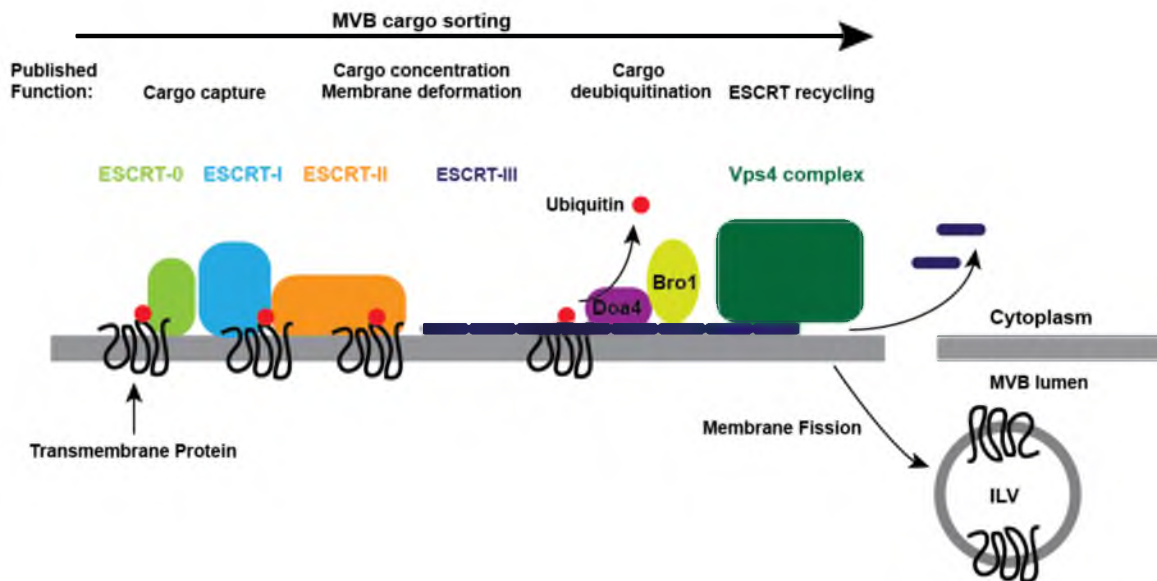 MVB cargo sorting
Published
Function:
Cargo capture
Cargo concentration
Membrane deformation
Cargo
deubiquitination
ESCRT recycling
ESCRT-0
ESCRT-I
ESCRT-II
ESCRT-III
Vps4 complex
Ubiquitin
Bro1
Doa4
Cytoplasm
MVB lumen
Membrane Fission
Transmembrane Protein
ILV